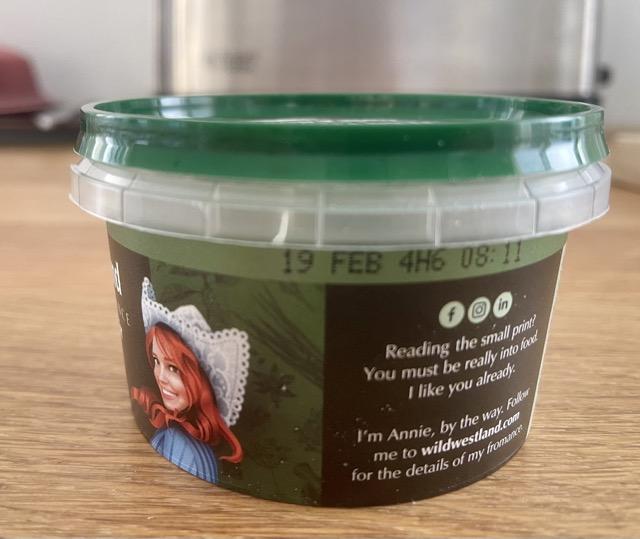 19 FEB 4H6 08:11
f in
Reading the small print?
You must be really into food.
I like you already.
I'm Annie, by the way. Follow
me to wildwestland.com
for the details of my fromance.